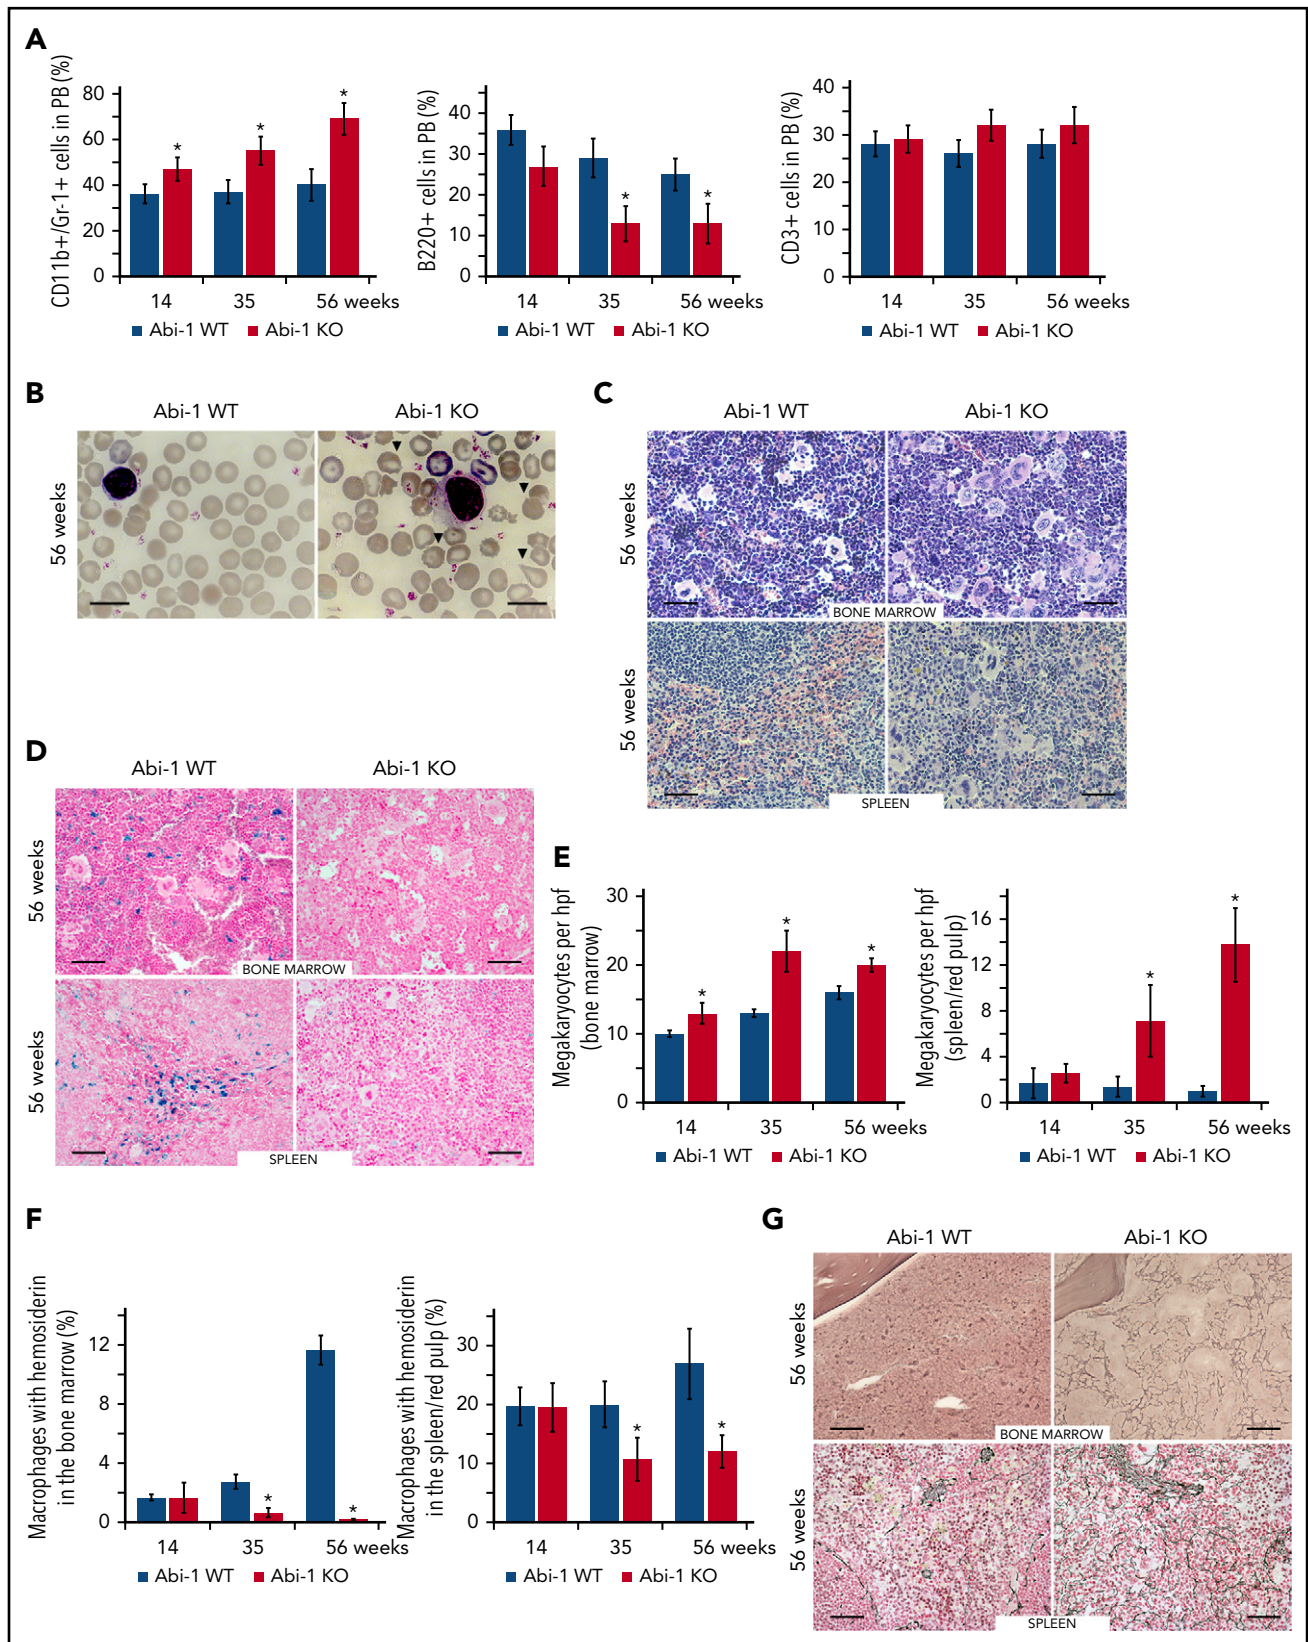 A
CD11b+/Gr-1+ cells in PB (%)
80
60
40
20
0
*
*
*
14 35 56 weeks
Abi-1 WT Abi-1 KO
B220+ cells in PB (%)
40
30
20
10
0
*
*
14 35 56 weeks
Abi-1 WT Abi-1 KO
CD3+ cells in PB (%)
40
30
20
10
0
14 35 56 weeks
Abi-1 WT Abi-1 KO
B
Abi-1 WT Abi-1 KO
56 weeks
C
Abi-1 WT Abi-1 KO
56 weeks
BONE MARROW
56 weeks
SPLEEN
D
Abi-1 WT Abi-1 KO
56 weeks
BONE MARROW
56 weeks
SPLEEN
E
Megakaryocytes per hpf
(bone marrow)
30
20
10
0
*
*
*
14 35 56 weeks
Abi-1 WT Abi-1 KO
Megakaryocytes per hpf
(spleen/red pulp)
16
12
8
4
0
*
*
14 35 56 weeks
Abi-1 WT Abi-1 KO
F
Macrophages with hemosiderin
in the bone marrow (%)
12
8
4
0
*
*
14 35 56 weeks
Abi-1 WT Abi-1 KO
Macrophages with hemosiderin
in the spleen/red pulp (%)
30
20
10
0
*
*
14 35 56 weeks
Abi-1 WT Abi-1 KO
G
Abi-1 WT Abi-1 KO
56 weeks
BONE MARROW
56 weeks
SPLEEN